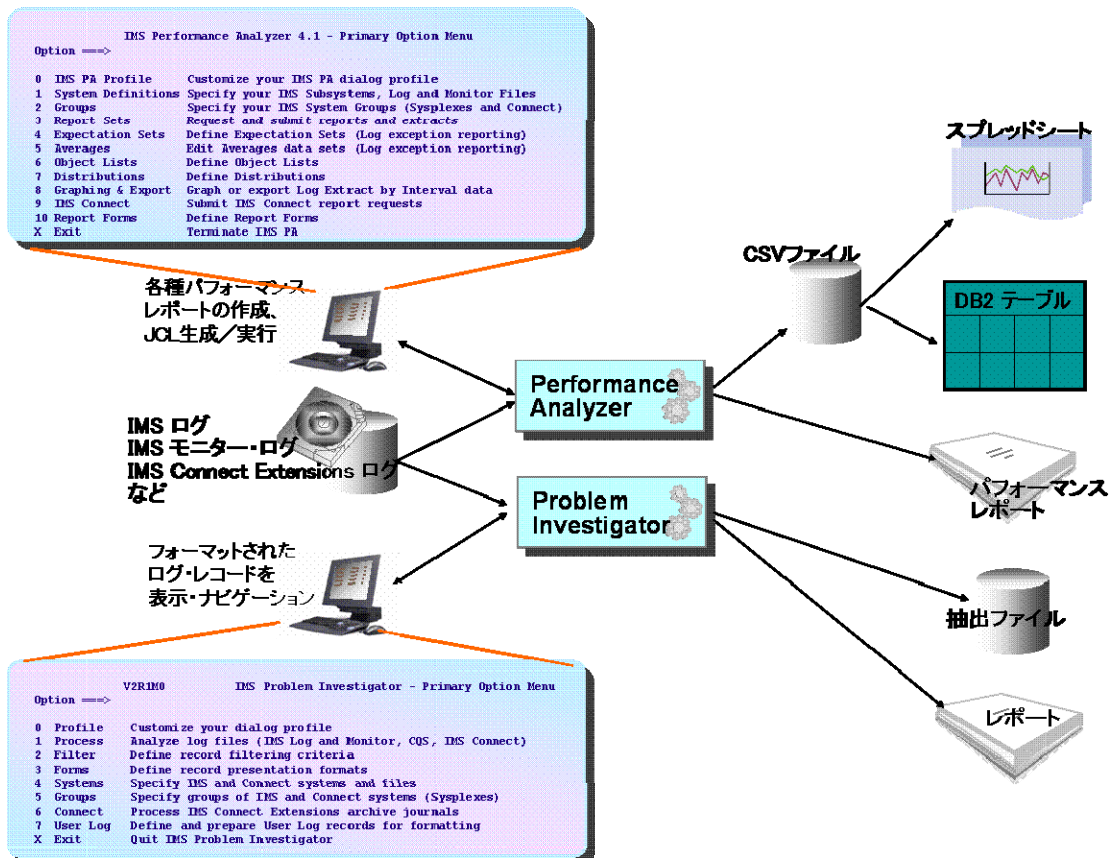 IMS Performance Analyzer 4.1 - Primary Option Menu
Option ===>
0 IMS PA Profile Customize your IMS PA dialog profile
1 System Definitions Specify your IMS Subsystems, Log and Monitor Files
2 Groups Specify your IMS System Groups (Sysplexes and Connect)
3 Report Sets Request and submit reports and extracts
4 Expectation Sets Define Expectation Sets (Log exception reporting)
5 Averages Edit Averages data sets (Log exception reporting)
6 Object Lists Define Object Lists
7 Distributions Define Distributions
8 Graphing & Export Graph or export Log Extract by Interval data
9 IMS Connect Submit IMS Connect report requests
10 Report Forms Define Report Forms
X Exit Terminate IMS PA
スプレッドシート
CSVファイル
DB2 テーブル
各種パフォーマンス
レポートの作成、
JCL生成／実行
Performance
Analyzer
IMS ログ
IMS モニター・ログ
IMS Connect Extensions ログ
など
パフォーマンス
レポート
Problem
Investigator
フォーマットされた
ログ・レコードを
表示・ナビゲーション
抽出ファイル
レポート
V2R1M0 IMS Problem Investigator - Primary Option Menu
Option ===>
0 Profile Customize your dialog profile
1 Process Analyze log files (IMS Log and Monitor, CQS, IMS Connect)
2 Filter Define record filtering criteria
3 Forms Define record presentation formats
4 Systems Specify IMS and Connect systems and files
5 Groups Specify groups of IMS and Connect systems (Sysplexes)
6 Connect Process IMS Connect Extensions archive journals
7 User Log Define and prepare User Log records for formatting
X Exit Quit IMS Problem Investigator